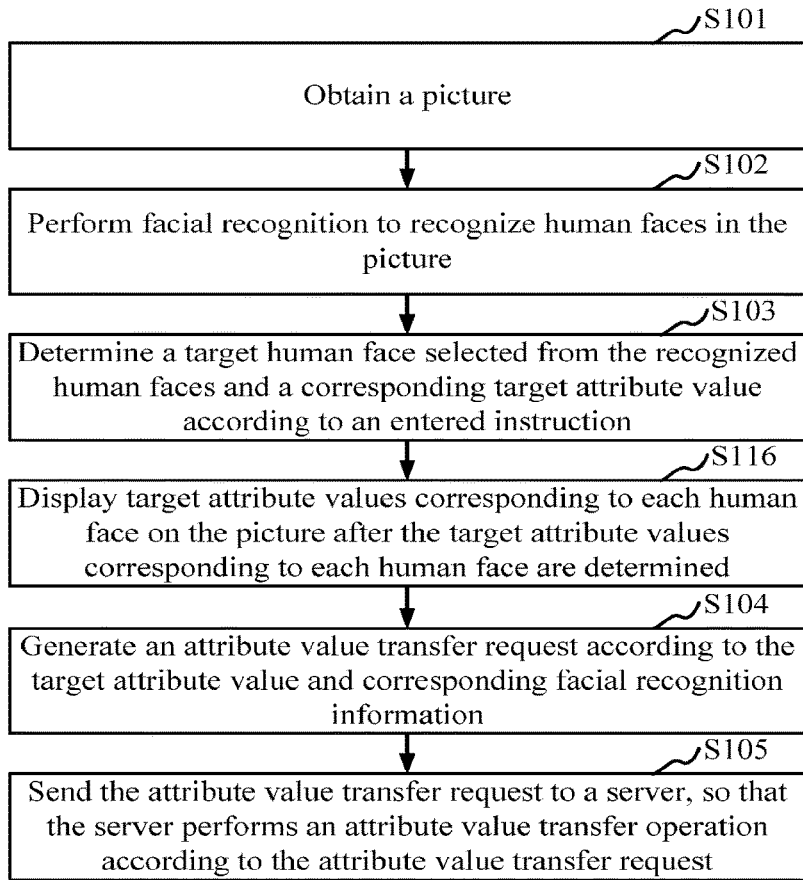 S101
Obtain a picture
S102
Perform facial recognition to recognize human faces in the
picture
S103
Determine a target human face selected from the recognized
human faces and a corresponding target attribute value
according to an entered instruction
S116
Display target attribute values corresponding to each human
face on the picture after the target attribute values
corresponding to each human face are determined
S104
Generate an attribute value transfer request according to the
target attribute value and corresponding facial recognition
information
S105
Send the attribute value transfer request to a server, so that
the server performs an attribute value transfer operation
according to the attribute value transfer request